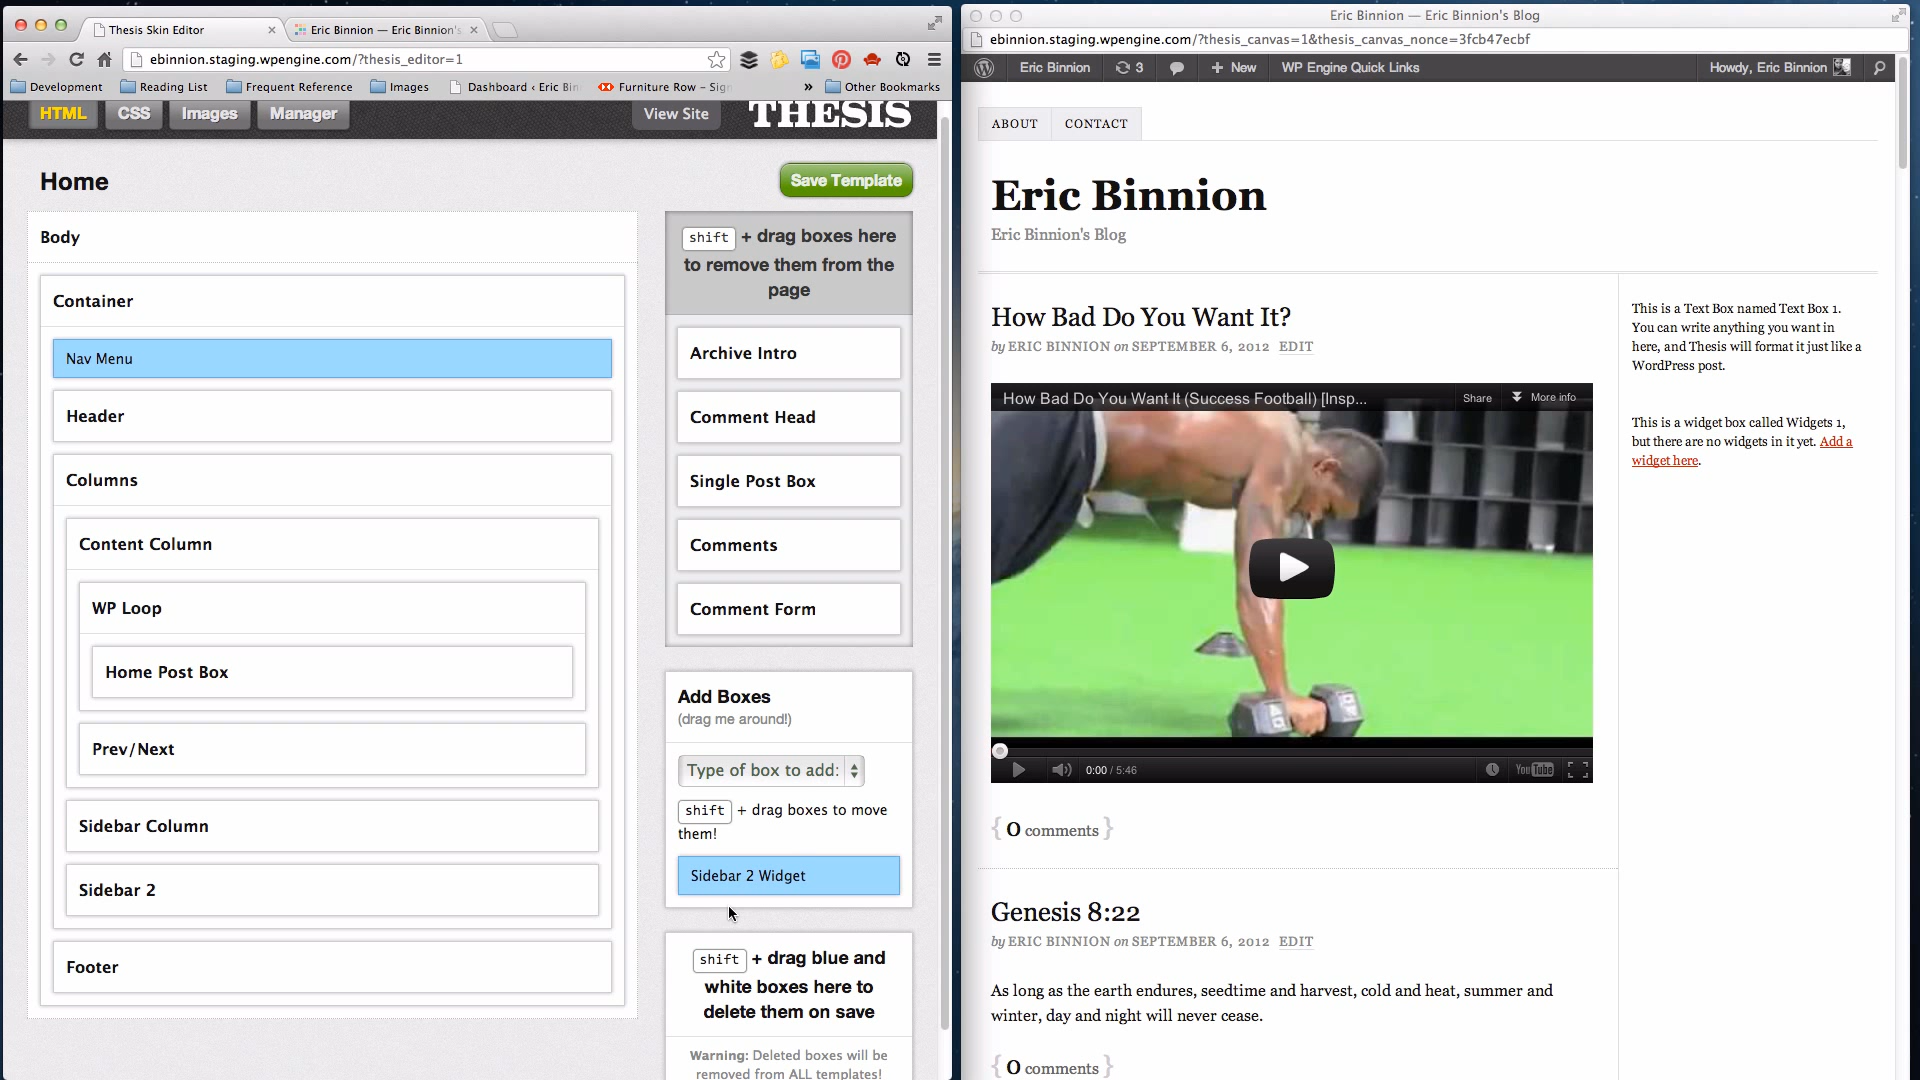 Thesis Skin Editor
Eric Binnion — Eric Binnion's
ebinnion.staging.wpengine.com/?thesis_editor=1
Development
Reading List
Frequent Reference
Images
Dashboard ‹ Eric Bin
Furniture Row – Sig
»
Other Bookmarks
HTML
CSS
Images
Manager
View Site
THESIS
Home
Save Template
Body
Container
Nav Menu
Header
Columns
Content Column
WP Loop
Home Post Box
Prev/Next
Sidebar Column
Sidebar 2
Footer
shift + drag boxes here
to remove them from the
page
Archive Intro
Comment Head
Single Post Box
Comments
Comment Form
Add Boxes
(drag me around!)
Type of box to add:
shift + drag boxes to move
them!
Sidebar 2 Widget
shift + drag blue and
white boxes here to
delete them on save
Warning: Deleted boxes will be
removed from ALL templates!
Eric Binnion — Eric Binnion's Blog
ebinnion.staging.wpengine.com/?thesis_canvas=1&thesis_canvas_nonce=3fcb47ecbf
Eric Binnion
3
+ New
WP Engine Quick Links
Howdy, Eric Binnion
ABOUT
CONTACT
Eric Binnion
Eric Binnion's Blog
How Bad Do You Want It?
by ERIC BINNION on SEPTEMBER 6, 2012 EDIT
How Bad Do You Want It (Success Football) [Insp...
Share
More info
0:00 / 5:46
YouTube
{ 0 comments }
Genesis 8:22
by ERIC BINNION on SEPTEMBER 6, 2012 EDIT
As long as the earth endures, seedtime and harvest, cold and heat, summer and
winter, day and night will never cease.
{ 0 comments }
This is a Text Box named Text Box 1.
You can write anything you want in
here, and Thesis will format it just like a
WordPress post.
This is a widget box called Widgets 1,
but there are no widgets in it yet. Add a
widget here.